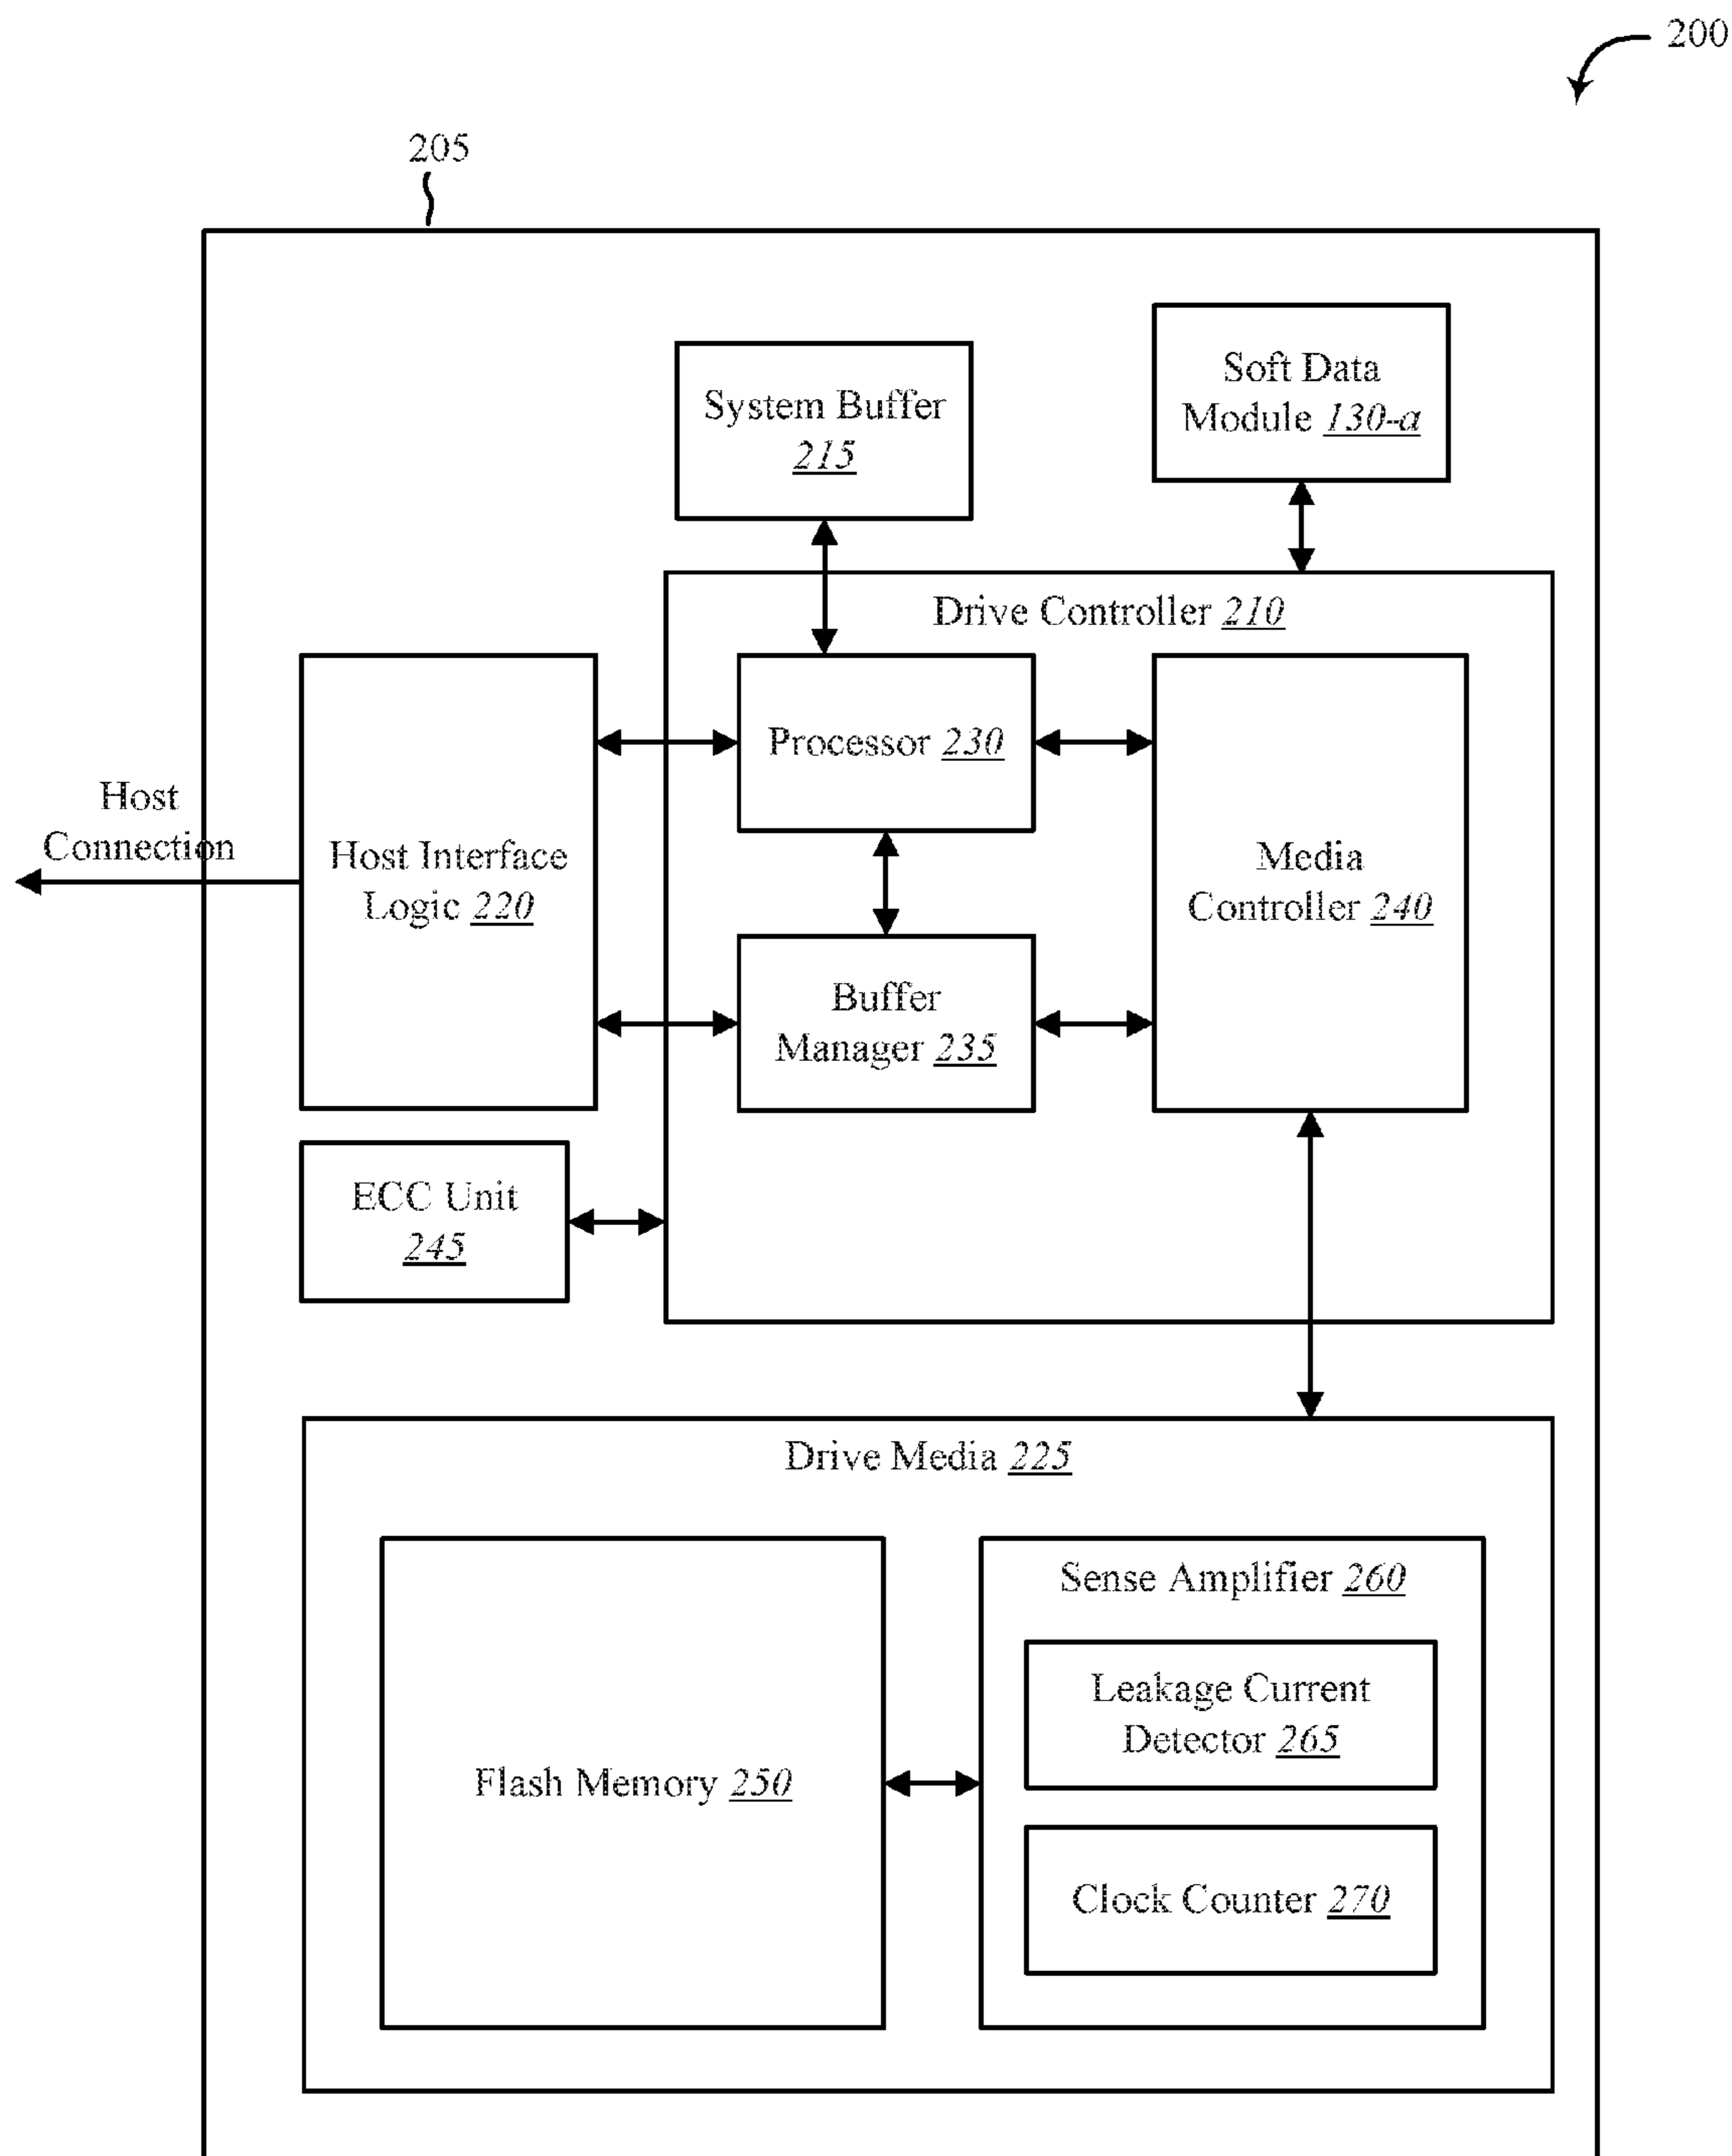 200
205
Soft Data
Module 130-a
System Buffer
215
Drive Controller 210
Processor 230
Host
Connection
Host Interface
Logic 220
Media
Controller 240
Buffer
Manager 235
ECC Unit
245
Drive Media 225
Sense Amplifier 260
Leakage Current
Detector 265
Flash Memory 250
Clock Counter 270